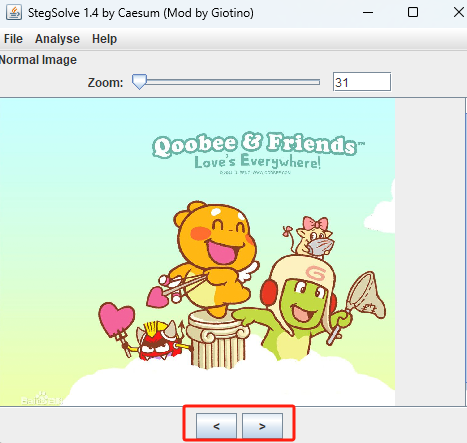 StegSolve 1.4 by Caesum (Mod by Giotino)
File Analyse Help
Normal Image
Zoom: 31
Qoobee & Friends™
Love's Everywhere!
G
< >